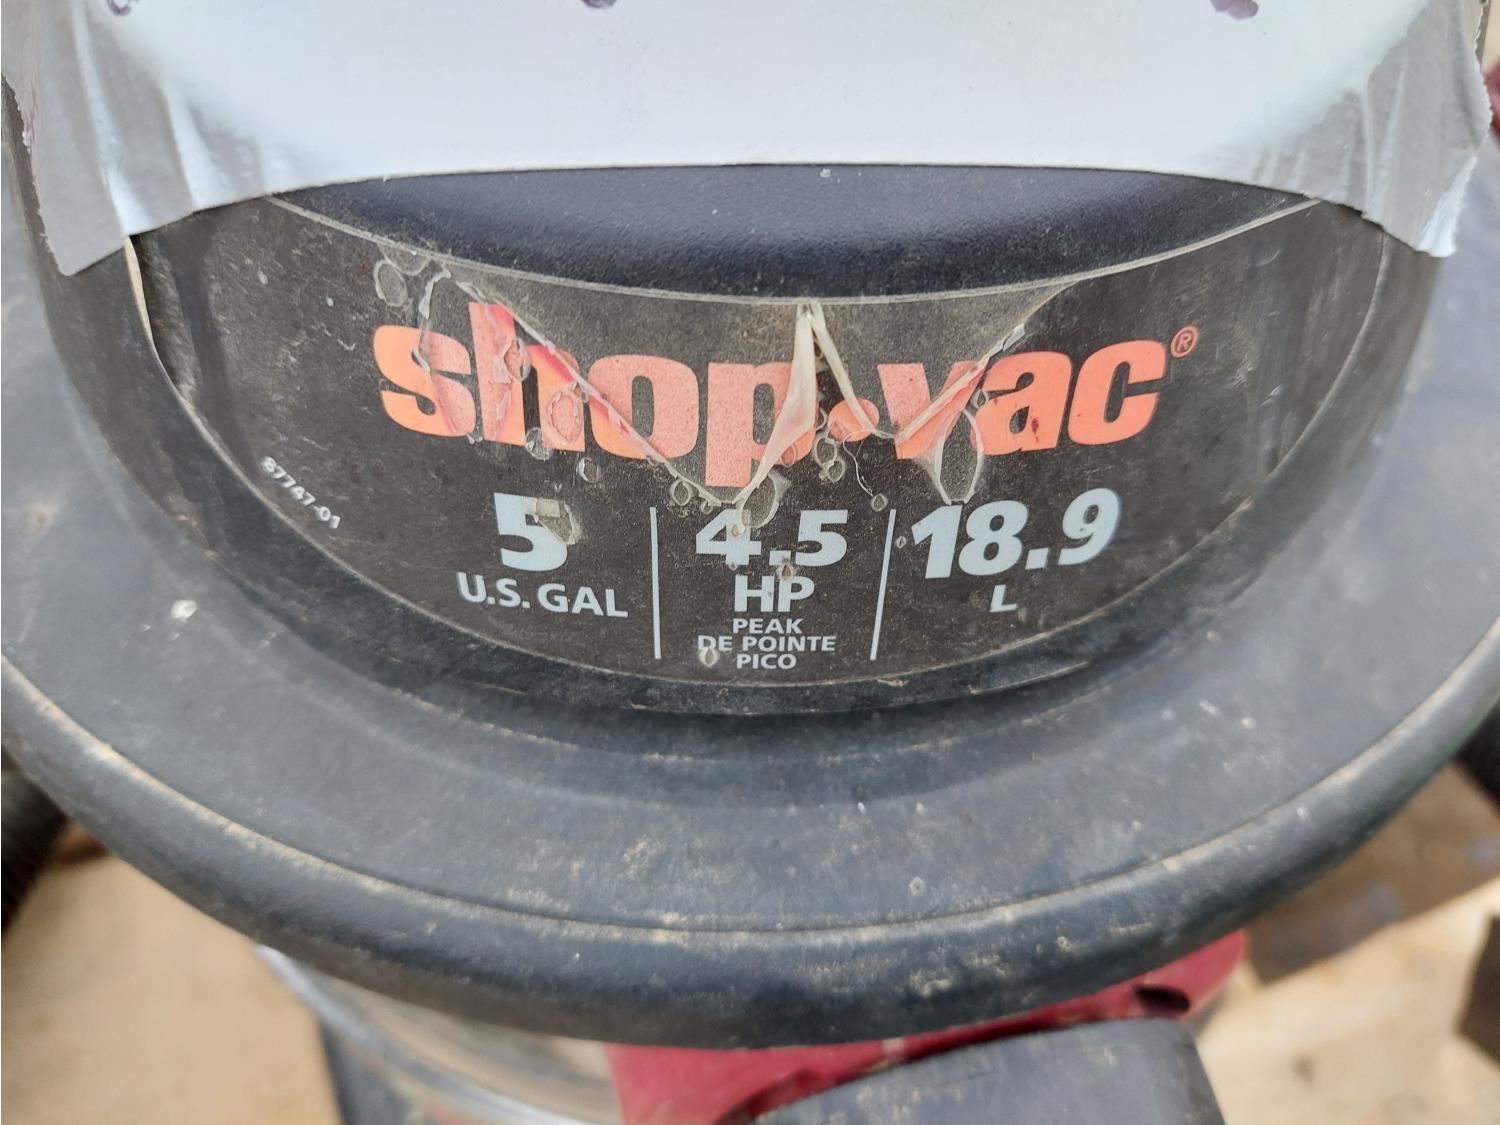 shop·vac®
87747-01
5
U.S. GAL
4.5
HP
PEAK
DE POINTE
PICO
18.9
L